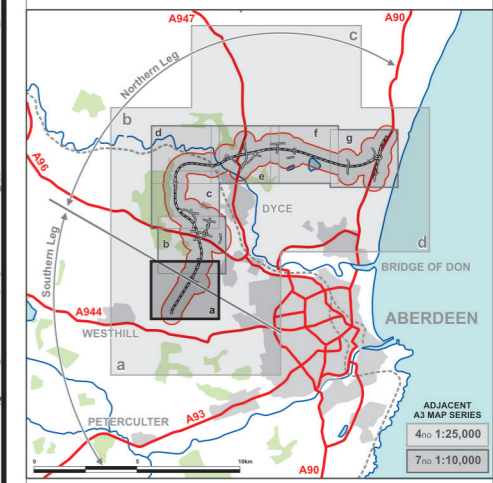 A947
A90
c
Northern Leg
b
d
f
g
A96
e
c
DYCE
Southern Leg
b
d
BRIDGE OF DON
a
A944
ABERDEEN
WESTHILL
a
ADJACENT
A3 MAP SERIES
4no 1:25,000
PETERCULTER
A93
7no 1:10,000
0 5 10km
A90